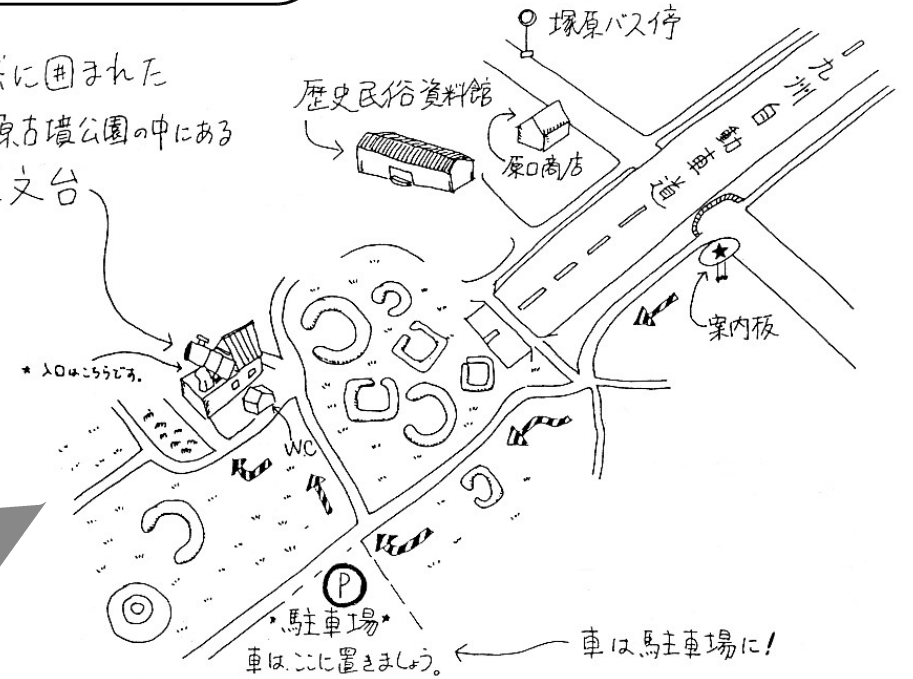 塚原バス停
に囲まれた
原古墳公園の中にある
文台
歴史民俗資料館
原口商店
九州自動車道
案内板
* 入口はこちらです。
WC
P
*駐車場*
車は、ここに置きましょう。
車は駐車場に!